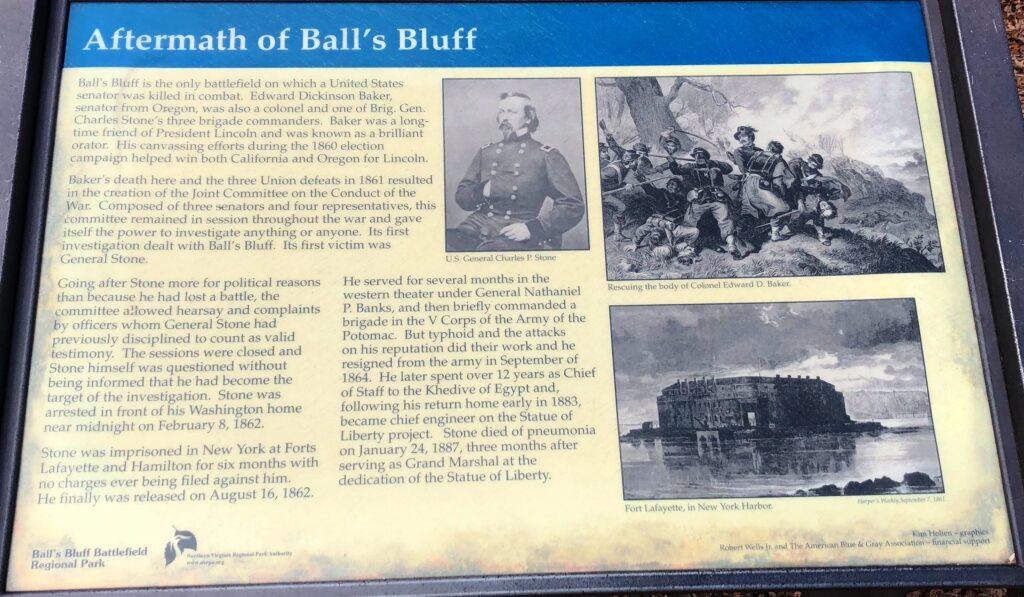 Aftermath of Ball's Bluff
Ball's Bluff is the only battlefield on which a United States
senator was killed in combat. Edward Dickinson Baker,
senator from Oregon, was also a colonel and one of Brig. Gen.
Charles Stone's three brigade commanders. Baker was a long-
time friend of President Lincoln and was known as a brilliant
orator. His canvassing efforts during the 1860 election
campaign helped win both California and Oregon for Lincoln.
Baker's death here and the three Union defeats in 1861 resulted
in the creation of the Joint Committee on the Conduct of the
War. Composed of three senators and four representatives, this
committee remained in session throughout the war and gave
itself the power to investigate anything or anyone. Its first
investigation dealt with Ball's Bluff. Its first victim was
General Stone.
U.S. General Charles P. Stone
Rescuing the body of Colonel Edward D. Baker.
Going after Stone more for political reasons
than because he had lost a battle, the
committee allowed hearsay and complaints
by officers whom General Stone had
previously disciplined to count as valid
testimony. The sessions were closed and
Stone himself was questioned without
being informed that he had become the
target of the investigation. Stone was
arrested in front of his Washington home
near midnight on February 8, 1862.
Stone was imprisoned in New York at Forts
Lafayette and Hamilton for six months with
no charges ever being filed against him.
He finally was released on August 16, 1862.
He served for several months in the
western theater under General Nathaniel
P. Banks, and then briefly commanded a
brigade in the V Corps of the Army of the
Potomac. But typhoid and the attacks
on his reputation did their work and he
resigned from the army in September of
1864. He later spent over 12 years as Chief
of Staff to the Khedive of Egypt and,
following his return home early in 1883,
became chief engineer on the Statue of
Liberty project. Stone died of pneumonia
on January 24, 1887, three months after
serving as Grand Marshal at the
dedication of the Statue of Liberty.
Harper's Weekly, September 7, 1861
Fort Lafayette, in New York Harbor.
Ball's Bluff Battlefield
Regional Park
Northern Virginia Regional Park Authority
www.nvrpa.org
Kim Holien – graphics
Robert Wells Jr. and The American Blue & Gray Association – financial support